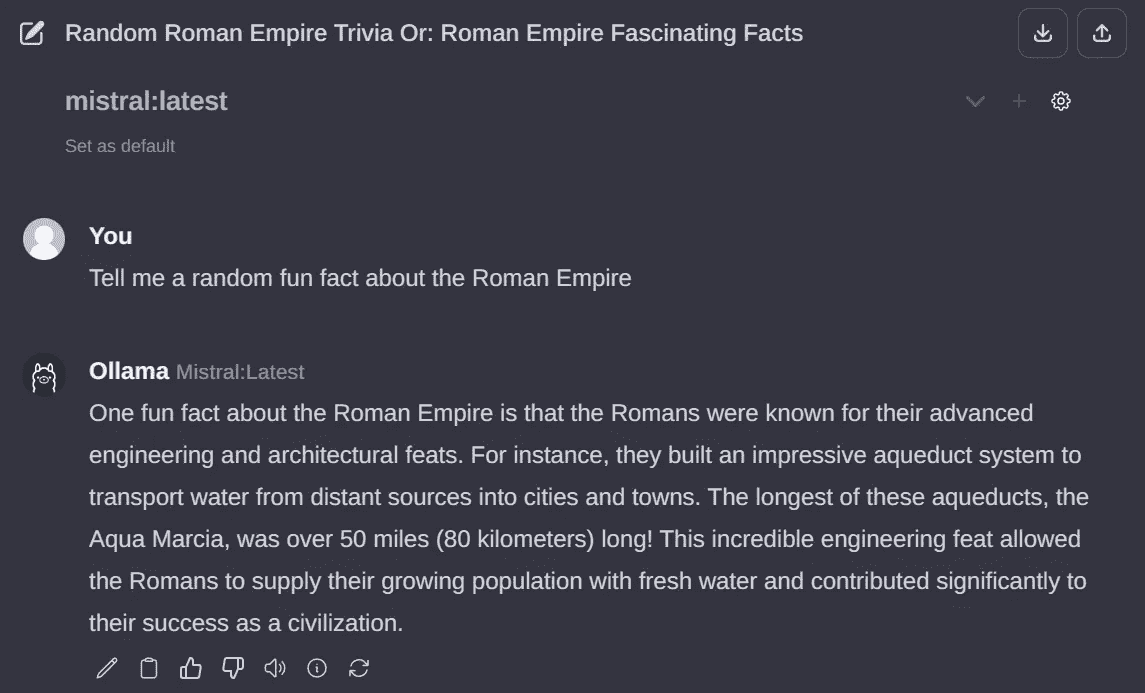 Random Roman Empire Trivia Or: Roman Empire Fascinating Facts
mistral:latest
Set as default
You
Tell me a random fun fact about the Roman Empire
Ollama Mistral:Latest
One fun fact about the Roman Empire is that the Romans were known for their advanced
engineering and architectural feats. For instance, they built an impressive aqueduct system to
transport water from distant sources into cities and towns. The longest of these aqueducts, the
Aqua Marcia, was over 50 miles (80 kilometers) long! This incredible engineering feat allowed
the Romans to supply their growing population with fresh water and contributed significantly to
their success as a civilization.